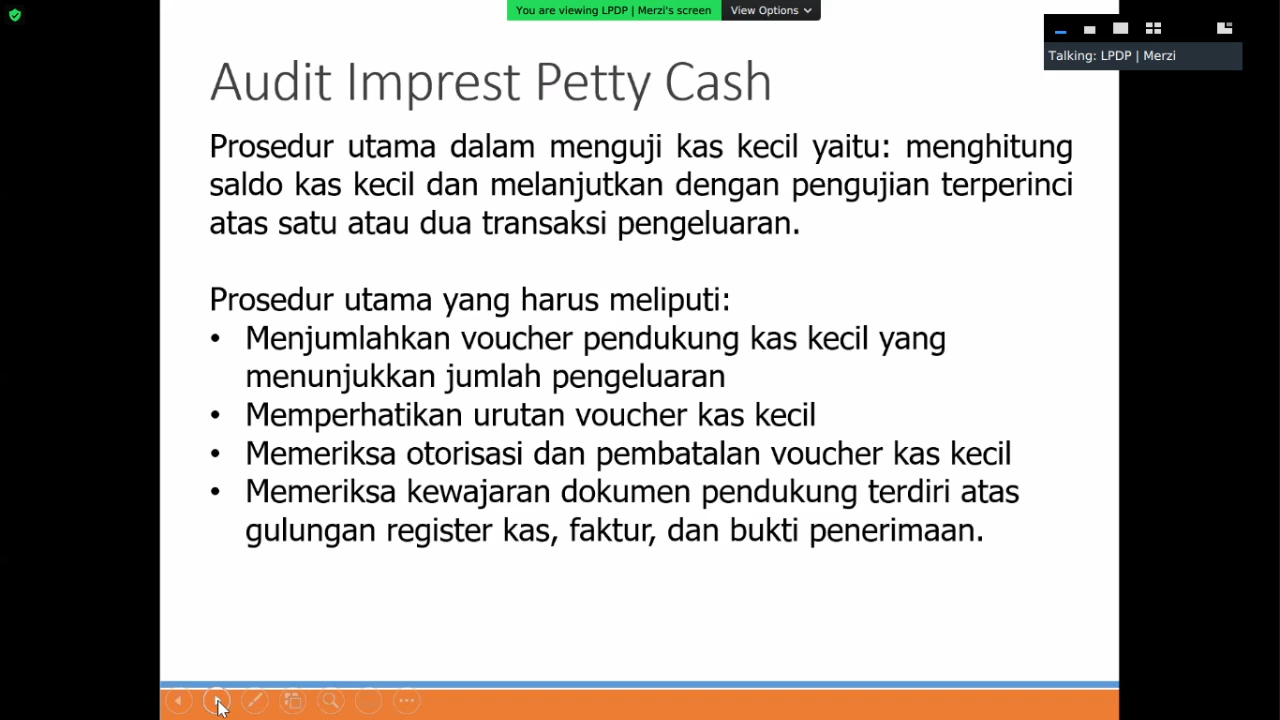 You are viewing LPDP | Merzi's screen
View Options
Talking: LPDP | Merzi
Audit Imprest Petty Cash
Prosedur utama dalam menguji kas kecil yaitu: menghitung
saldo kas kecil dan melanjutkan dengan pengujian terperinci
atas satu atau dua transaksi pengeluaran.
Prosedur utama yang harus meliputi:
• Menjumlahkan voucher pendukung kas kecil yang
menunjukkan jumlah pengeluaran
• Memperhatikan urutan voucher kas kecil
• Memeriksa otorisasi dan pembatalan voucher kas kecil
• Memeriksa kewajaran dokumen pendukung terdiri atas
gulungan register kas, faktur, dan bukti penerimaan.